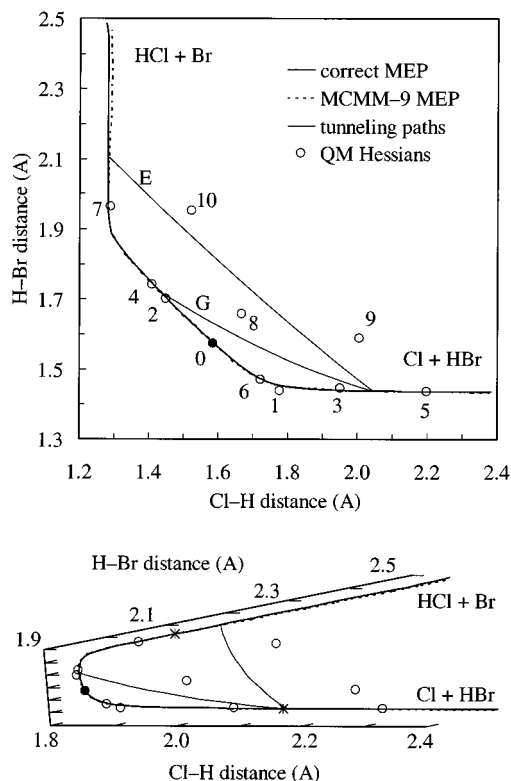 2.5
HCl + Br
correct MEP
MCMM–9 MEP
tunneling paths
QM Hessians
2.3
H–Br distance (A)
2.1
E
10
7
1.9
1.7
4
2
G
8
9
0
1.5
Cl + HBr
6
1
3
5
1.3
1.2 1.4 1.6 1.8 2.0 2.2 2.4
Cl–H distance (A)
H–Br distance (A)
2.5
2.3
HCl + Br
2.1
1.9
Cl + HBr
1.8 2.0 2.2 2.4
Cl–H distance (A)